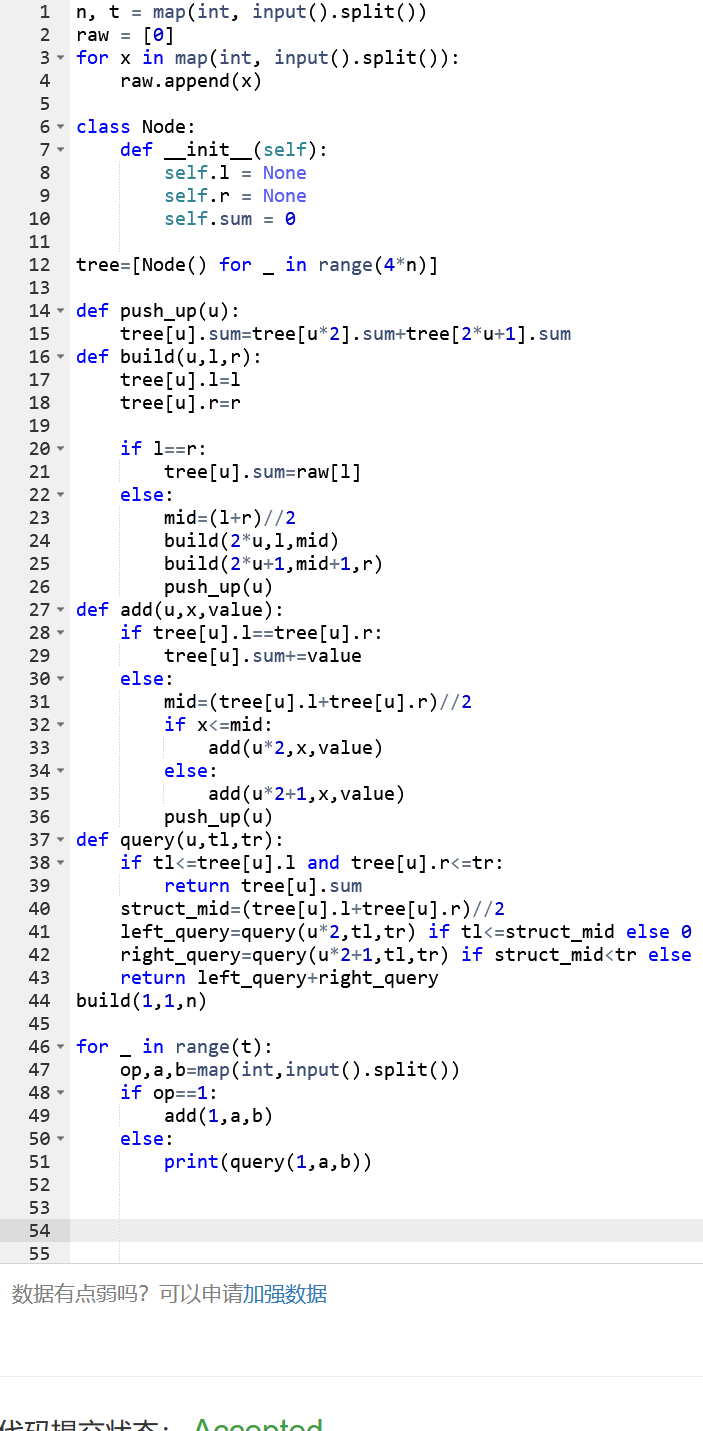 1 n, t = map(int, input().split())
2 raw = [0]
3 for x in map(int, input().split()):
4     raw.append(x)
5
6 class Node:
7     def __init__(self):
8         self.l = None
9         self.r = None
10         self.sum = 0
11
12 tree=[Node() for _ in range(4*n)]
13
14 def push_up(u):
15     tree[u].sum=tree[u*2].sum+tree[2*u+1].sum
16 def build(u,l,r):
17     tree[u].l=l
18     tree[u].r=r
19
20     if l==r:
21         tree[u].sum=raw[l]
22     else:
23         mid=(l+r)//2
24         build(2*u,l,mid)
25         build(2*u+1,mid+1,r)
26         push_up(u)
27 def add(u,x,value):
28     if tree[u].l==tree[u].r:
29         tree[u].sum+=value
30     else:
31         mid=(tree[u].l+tree[u].r)//2
32         if x<=mid:
33             add(u*2,x,value)
34         else:
35             add(u*2+1,x,value)
36         push_up(u)
37 def query(u,tl,tr):
38     if tl<=tree[u].l and tree[u].r<=tr:
39         return tree[u].sum
40     struct_mid=(tree[u].l+tree[u].r)//2
41     left_query=query(u*2,tl,tr) if tl<=struct_mid else 0
42     right_query=query(u*2+1,tl,tr) if struct_mid<tr else
43     return left_query+right_query
44 build(1,1,n)
45
46 for _ in range(t):
47     op,a,b=map(int,input().split())
48     if op==1:
49         add(1,a,b)
50     else:
51         print(query(1,a,b))
52
53
54
55
数据有点弱吗？可以申请加强数据
代码提交状态： Accepted